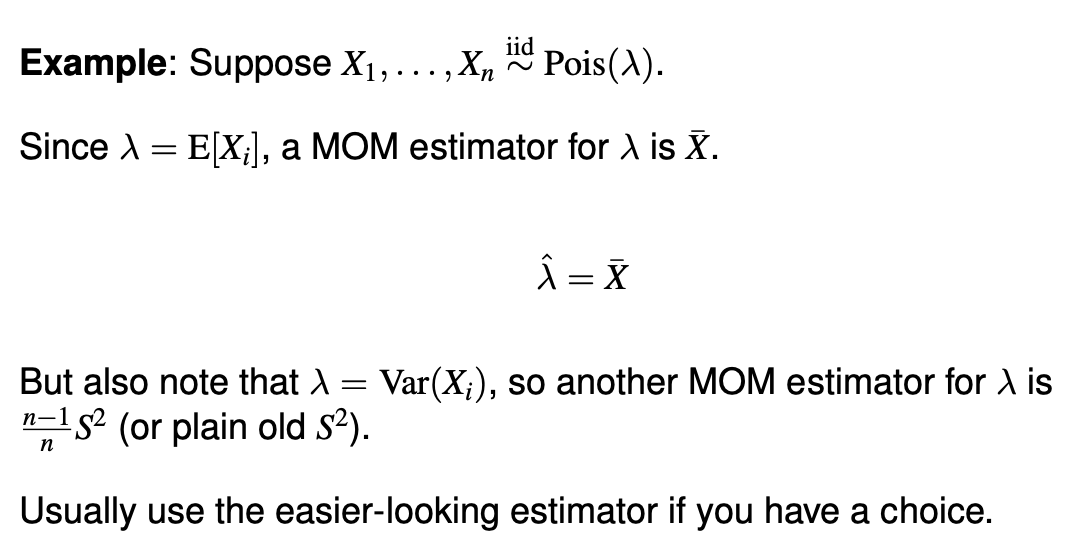 Example: Suppose X₁, . . . , Xₙ iid∼ Pois(λ).
Since λ = E[Xᵢ], a MOM estimator for λ is X̄.
λ̂ = X̄
But also note that λ = Var(Xᵢ), so another MOM estimator for λ is
(n−1)/n S² (or plain old S²).
Usually use the easier-looking estimator if you have a choice.